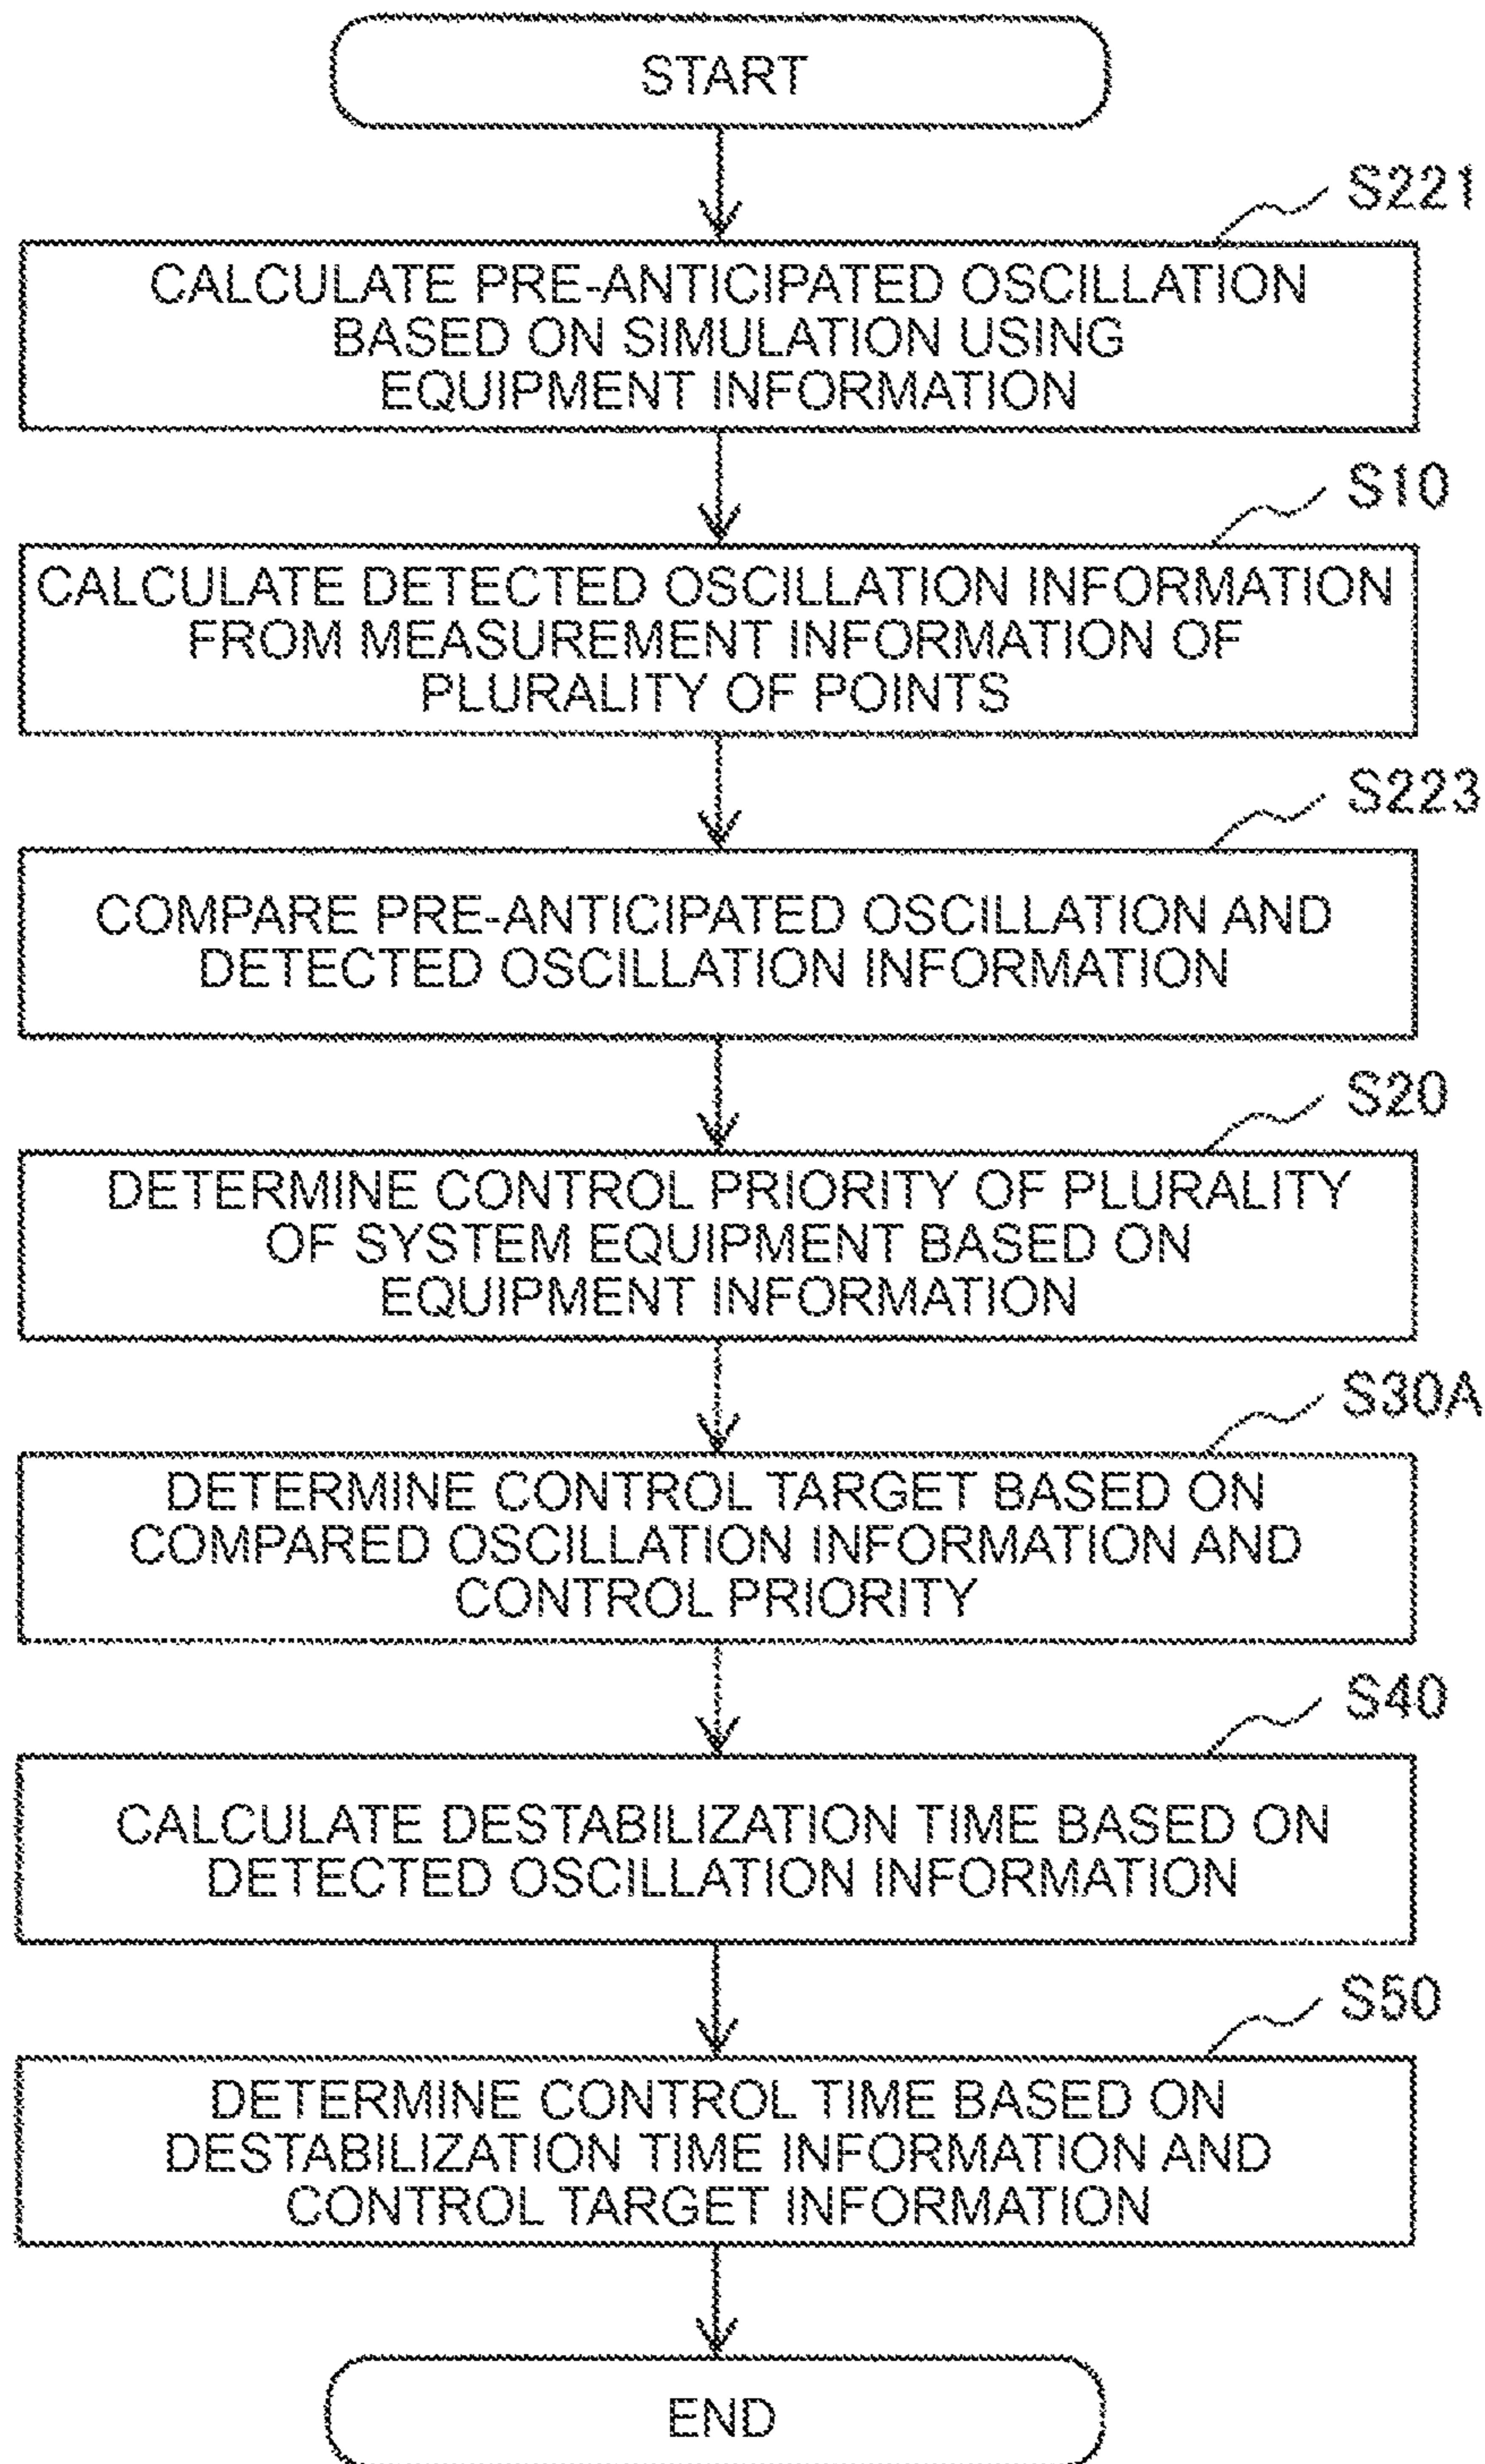 START
S221
CALCULATE PRE-ANTICIPATED OSCILLATION
BASED ON SIMULATION USING
EQUIPMENT INFORMATION
S10
CALCULATE DETECTED OSCILLATION INFORMATION
FROM MEASUREMENT INFORMATION OF
PLURALITY OF POINTS
S223
COMPARE PRE-ANTICIPATED OSCILLATION AND
DETECTED OSCILLATION INFORMATION
S20
DETERMINE CONTROL PRIORITY OF PLURALITY
OF SYSTEM EQUIPMENT BASED ON
EQUIPMENT INFORMATION
S30A
DETERMINE CONTROL TARGET BASED ON
COMPARED OSCILLATION INFORMATION AND
CONTROL PRIORITY
S40
CALCULATE DESTABILIZATION TIME BASED ON
DETECTED OSCILLATION INFORMATION
S50
DETERMINE CONTROL TIME BASED ON
DESTABILIZATION TIME INFORMATION AND
CONTROL TARGET INFORMATION
END